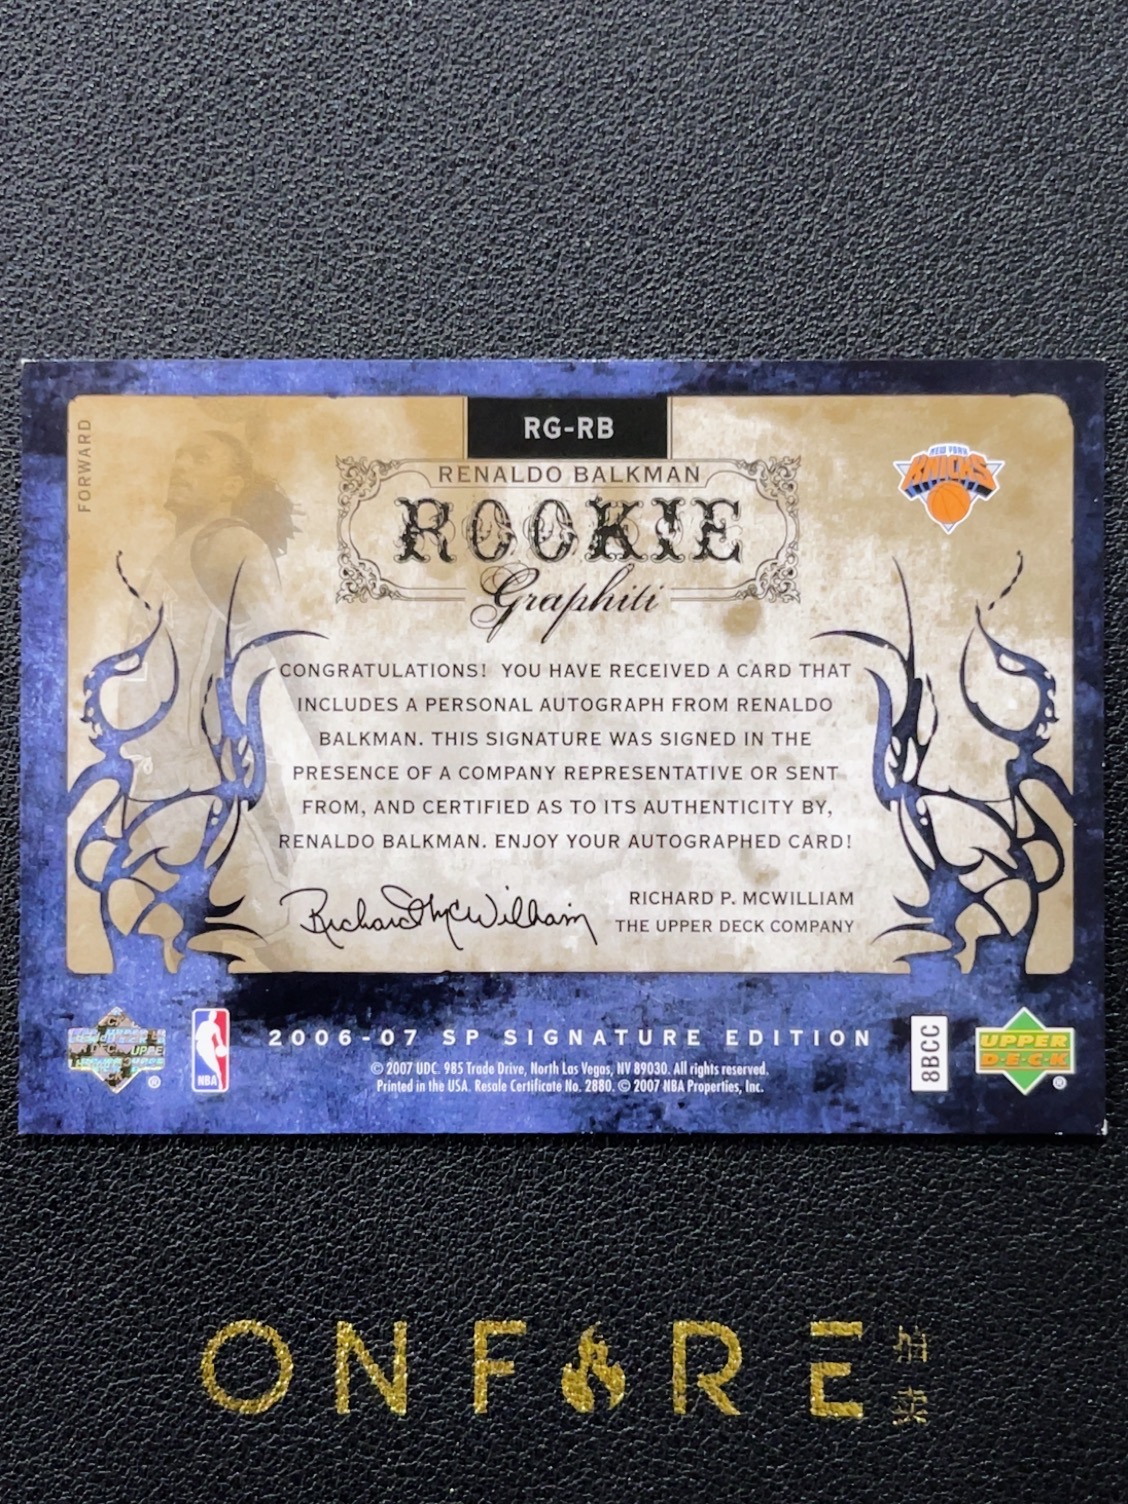 RG-RB
FORWARD
RENALDO BALKMAN
NEW YORK
KNICKS
ROOKIE
Graphiti
CONGRATULATIONS! YOU HAVE RECEIVED A CARD THAT
INCLUDES A PERSONAL AUTOGRAPH FROM RENALDO
BALKMAN. THIS SIGNATURE WAS SIGNED IN THE
PRESENCE OF A COMPANY REPRESENTATIVE OR SENT
FROM, AND CERTIFIED AS TO ITS AUTHENTICITY BY,
RENALDO BALKMAN. ENJOY YOUR AUTOGRAPHED CARD!
Richard McWilliam
RICHARD P. MCWILLIAM
THE UPPER DECK COMPANY
®
NBA
2006-07 SP SIGNATURE EDITION
© 2007 UDC. 985 Trade Drive, North Las Vegas, NV 89030. All rights reserved.
Printed in the USA. Resale Certificate No. 2880. © 2007 NBA Properties, Inc.
8BCC
UPPER
DECK
®
ONFIRE